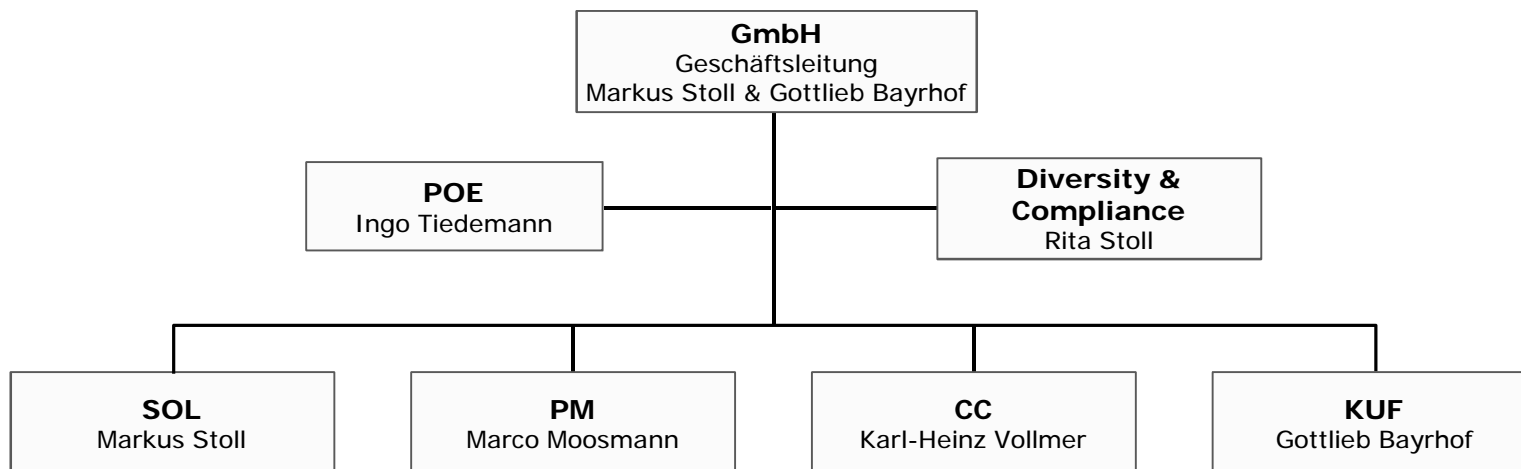 GmbH
Geschäftsleitung
Markus Stoll & Gottlieb Bayrhof
POE
Ingo Tiedemann
Diversity &
Compliance
Rita Stoll
SOL
Markus Stoll
PM
Marco Moosmann
CC
Karl-Heinz Vollmer
KUF
Gottlieb Bayrhof